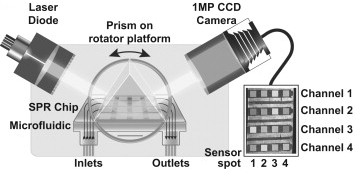 Laser
Diode
Prism on
rotator platform
1MP CCD
Camera
SPR Chip
Microfluidic
Inlets
Outlets
Channel 1
Channel 2
Channel 3
Channel 4
Sensor
spot 1 2 3 4